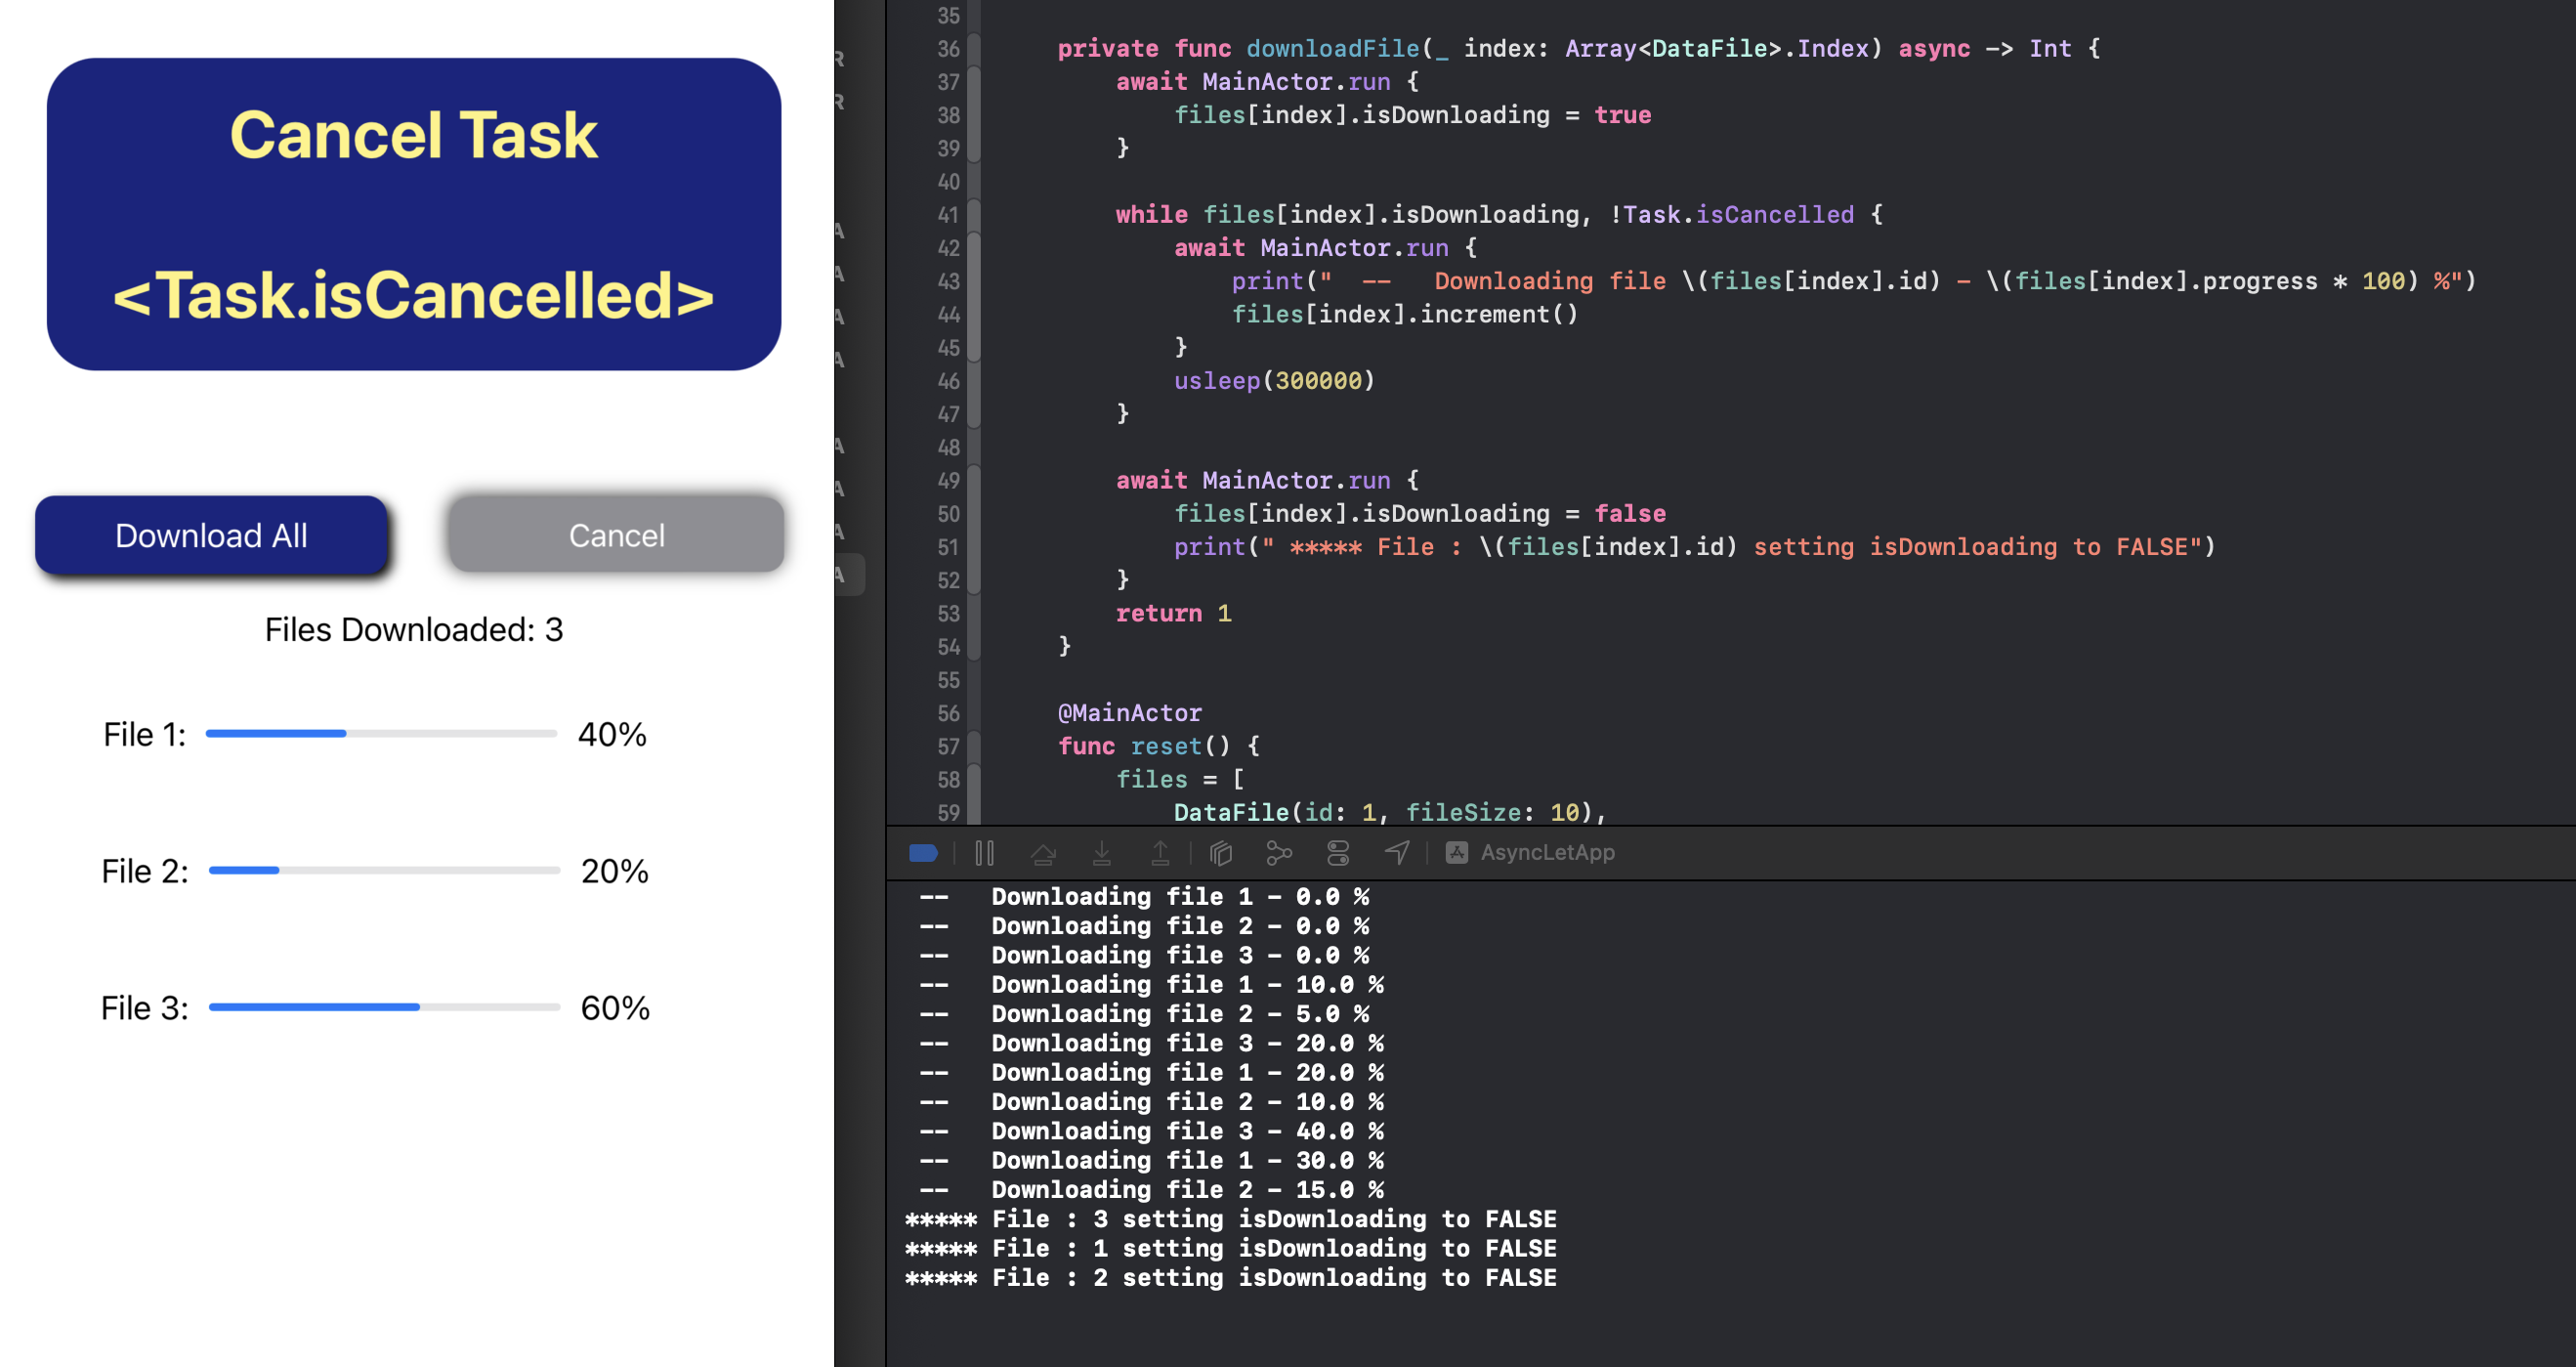 Cancel Task
<Task.isCancelled>
Download All
Cancel
Files Downloaded: 3
File 1: 40%
File 2: 20%
File 3: 60%
R
R
A
A
A
A
A
A
A
A
35
36 private func downloadFile(_ index: Array<DataFile>.Index) async -> Int {
37 await MainActor.run {
38 files[index].isDownloading = true
39 }
40
41 while files[index].isDownloading, !Task.isCancelled {
42 await MainActor.run {
43 print("  --   Downloading file \(files[index].id) - \(files[index].progress * 100) %")
44 files[index].increment()
45 }
46 usleep(300000)
47 }
48
49 await MainActor.run {
50 files[index].isDownloading = false
51 print(" ***** File : \(files[index].id) setting isDownloading to FALSE")
52 }
53 return 1
54 }
55
56 @MainActor
57 func reset() {
58 files = [
59 DataFile(id: 1, fileSize: 10),
AsyncLetApp
--   Downloading file 1 - 0.0 %
--   Downloading file 2 - 0.0 %
--   Downloading file 3 - 0.0 %
--   Downloading file 1 - 10.0 %
--   Downloading file 2 - 5.0 %
--   Downloading file 3 - 20.0 %
--   Downloading file 1 - 20.0 %
--   Downloading file 2 - 10.0 %
--   Downloading file 3 - 40.0 %
--   Downloading file 1 - 30.0 %
--   Downloading file 2 - 15.0 %
***** File : 3 setting isDownloading to FALSE
***** File : 1 setting isDownloading to FALSE
***** File : 2 setting isDownloading to FALSE